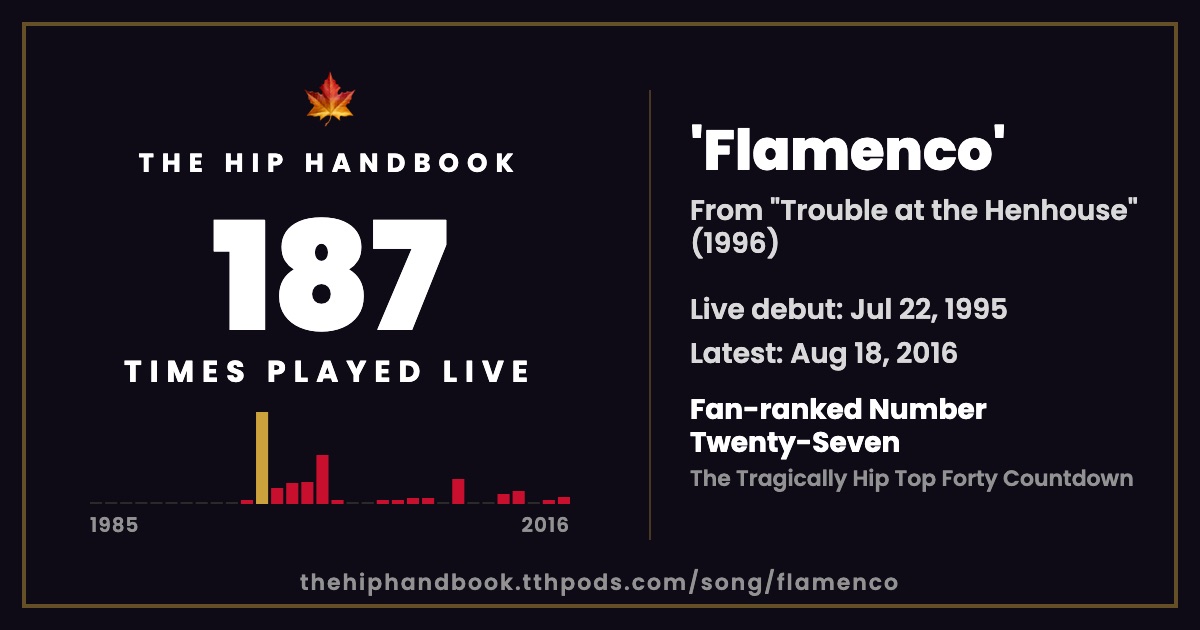 THE HIP HANDBOOK
187
TIMES PLAYED LIVE
1985
2016
'Flamenco'
From "Trouble at the Henhouse"
(1996)
Live debut: Jul 22, 1995
Latest: Aug 18, 2016
Fan-ranked Number
Twenty-Seven
The Tragically Hip Top Forty Countdown
thehiphandbook.tthpods.com/song/flamenco